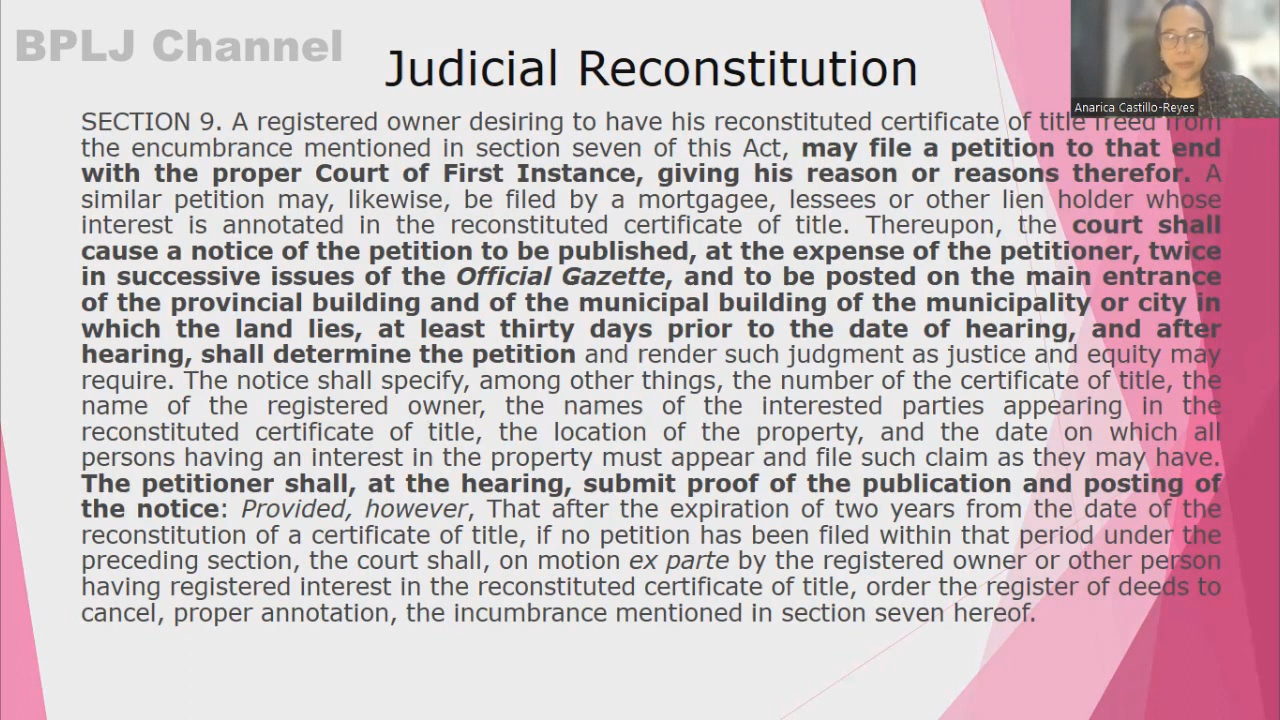 BPLJ Channel
Judicial Reconstitution
Anarica Castillo-Reyes
SECTION 9. A registered owner desiring to have his reconstituted certificate of title freed from
the encumbrance mentioned in section seven of this Act, may file a petition to that end
with the proper Court of First Instance, giving his reason or reasons therefor. A
similar petition may, likewise, be filed by a mortgagee, lessees or other lien holder whose
interest is annotated in the reconstituted certificate of title. Thereupon, the court shall
cause a notice of the petition to be published, at the expense of the petitioner, twice
in successive issues of the Official Gazette, and to be posted on the main entrance
of the provincial building and of the municipal building of the municipality or city in
which the land lies, at least thirty days prior to the date of hearing, and after
hearing, shall determine the petition and render such judgment as justice and equity may
require. The notice shall specify, among other things, the number of the certificate of title, the
name of the registered owner, the names of the interested parties appearing in the
reconstituted certificate of title, the location of the property, and the date on which all
persons having an interest in the property must appear and file such claim as they may have.
The petitioner shall, at the hearing, submit proof of the publication and posting of
the notice: Provided, however, That after the expiration of two years from the date of the
reconstitution of a certificate of title, if no petition has been filed within that period under the
preceding section, the court shall, on motion ex parte by the registered owner or other person
having registered interest in the reconstituted certificate of title, order the register of deeds to
cancel, proper annotation, the incumbrance mentioned in section seven hereof.